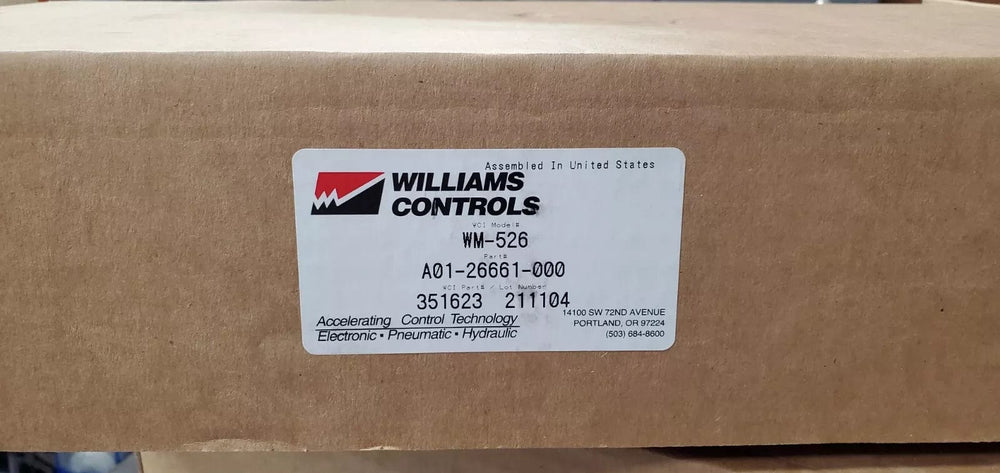 Assembled In United States
WILLIAMS
CONTROLS
WCI Model#
WM-526
Part#
A01-26661-000
WCI Part# / Lot Number
351623 211104
Accelerating Control Technology
Electronic • Pneumatic • Hydraulic
14100 SW 72ND AVENUE
PORTLAND, OR 97224
(503) 684-8600